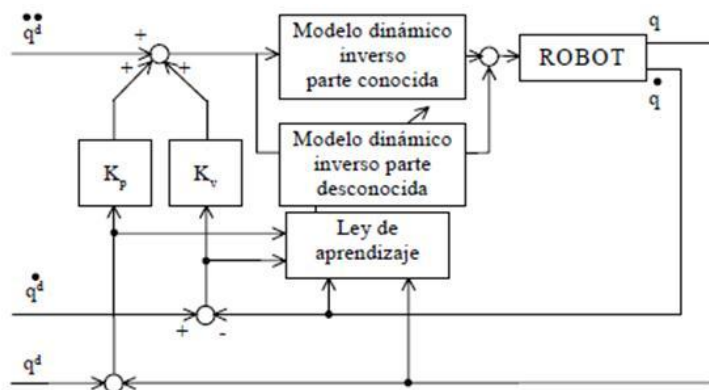 q̈ᵈ
+
+
+
Modelo dinámico
inverso
parte conocida
ROBOT
q
q̇
Kₚ
Kᵥ
Modelo dinámico
inverso parte
desconocida
Ley de
aprendizaje
q̇ᵈ
+
-
qᵈ